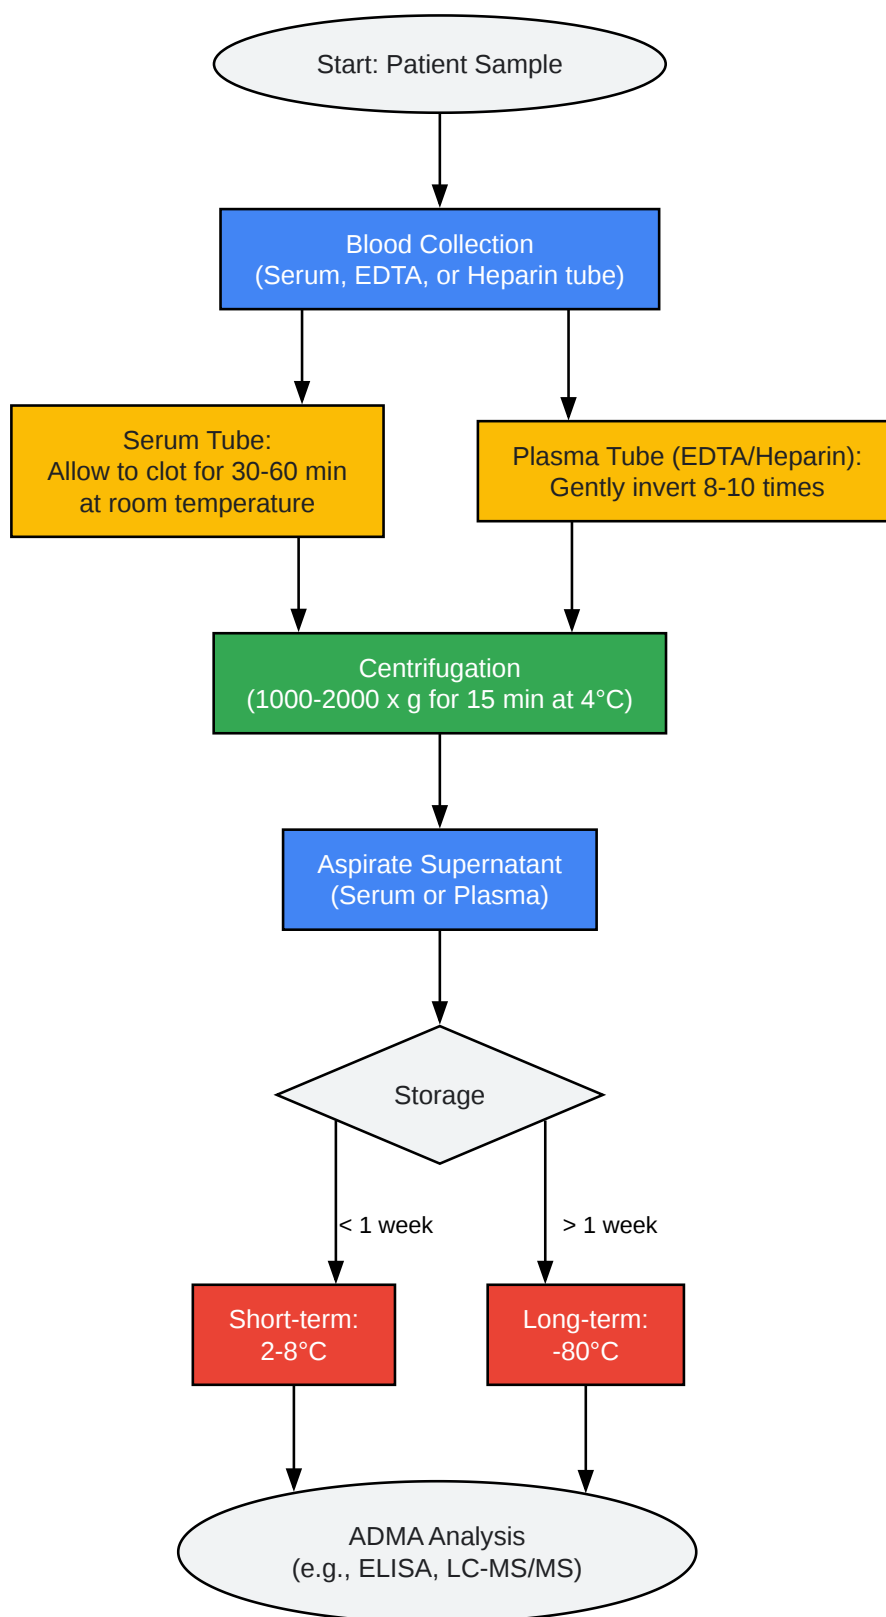 Start: Patient Sample
Blood Collection
(Serum, EDTA, or Heparin tube)
Serum Tube:
Allow to clot for 30-60 min
at room temperature
Plasma Tube (EDTA/Heparin):
Gently invert 8-10 times
Centrifugation
(1000-2000 x g for 15 min at 4°C)
Aspirate Supernatant
(Serum or Plasma)
Storage
< 1 week
> 1 week
Short-term:
2-8°C
Long-term:
-80°C
ADMA Analysis
(e.g., ELISA, LC-MS/MS)